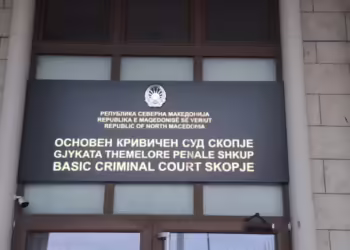 РЕПУБЛИКА СЕВЕРНА МАКЕДОНИЈА
REPUBLIKA E MAQEDONISË SË VERIUT
REPUBLIC OF NORTH MACEDONIA
ОСНОВЕН КРИВИЧЕН СУД СКОПЈЕ
GJYKATA THEMELORE PENALE SHKUP
BASIC CRIMINAL COURT SKOPJE